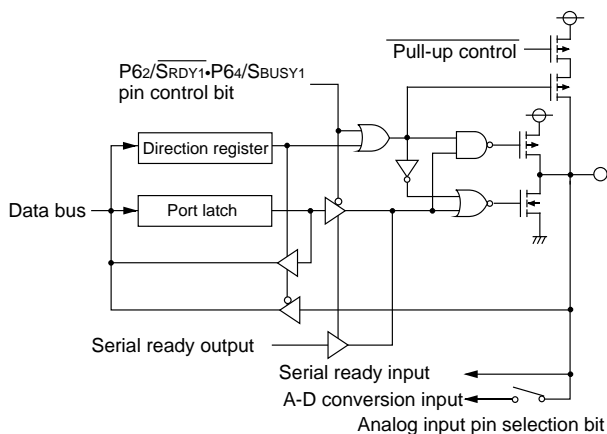 Pull-up control
P62/SRDY1•P64/SBUSY1
pin control bit
Direction register
Data bus
Port latch
Serial ready output
Serial ready input
A-D conversion input
Analog input pin selection bit